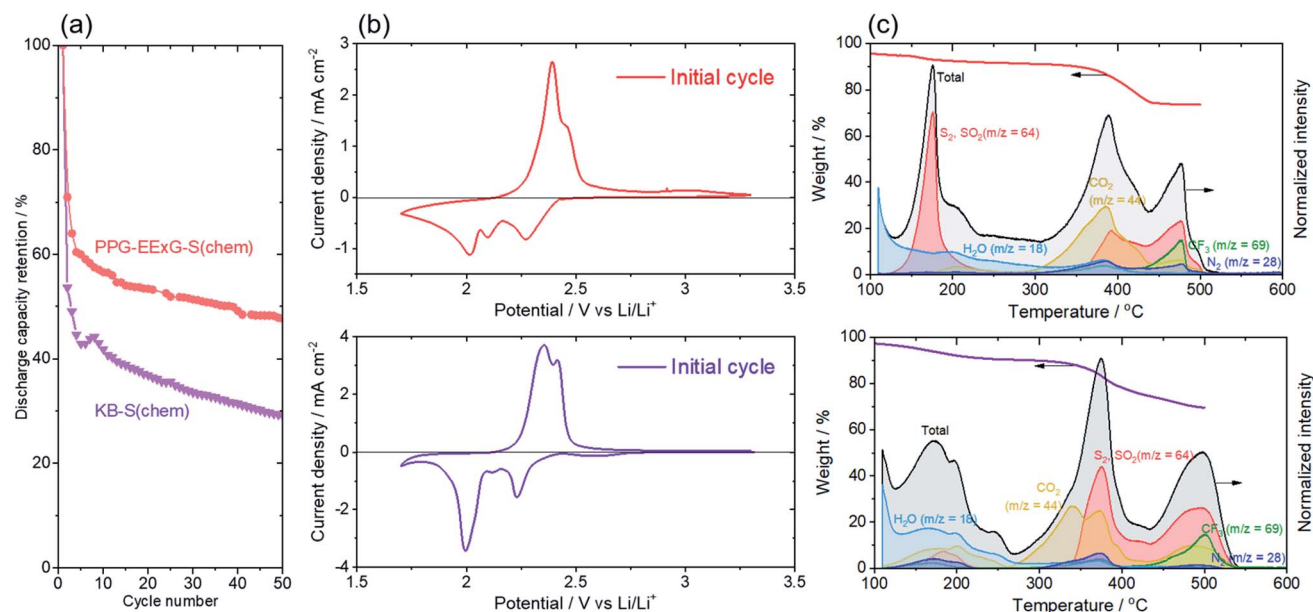 (a)
Discharge capacity retention / %
100
80
60
40
20
0
PPG-EExG-S(chem)
KB-S(chem)
0 10 20 30 40 50
Cycle number
(b)
Current density / mA cm⁻²
3
2
1
0
-1
-2
Initial cycle
1.5 2.0 2.5 3.0 3.5
Potential / V vs Li/Li⁺
Current density / mA cm⁻²
4
2
0
-2
-4
Initial cycle
1.5 2.0 2.5 3.0 3.5
Potential / V vs Li/Li⁺
(c)
Weight / %
100
80
60
40
20
0
Total
S₂, SO₂(m/z = 64)
CO₂
(m/z = 44)
H₂O (m/z = 18)
CF₃ (m/z = 69)
N₂ (m/z = 28)
Normalized intensity
100 200 300 400 500 600
Temperature / °C
Weight / %
100
80
60
40
20
0
Total
S₂, SO₂(m/z = 64)
CO₂
(m/z = 44)
H₂O (m/z = 18)
CF₃ (m/z = 69)
N₂ (m/z = 28)
Normalized intensity
100 200 300 400 500 600
Temperature / °C